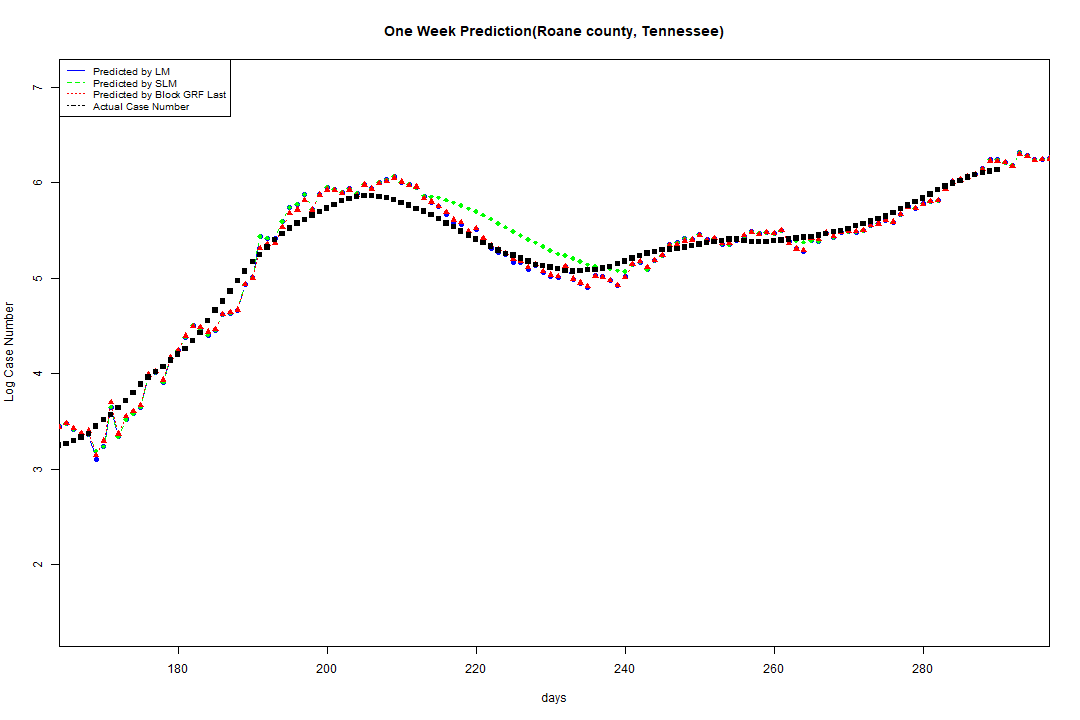 One Week Prediction(Roane county, Tennessee)
Predicted by LM
Predicted by SLM
Predicted by Block GRF Last
Actual Case Number
7
6
5
4
3
2
Log Case Number
180
200
220
240
260
280
days